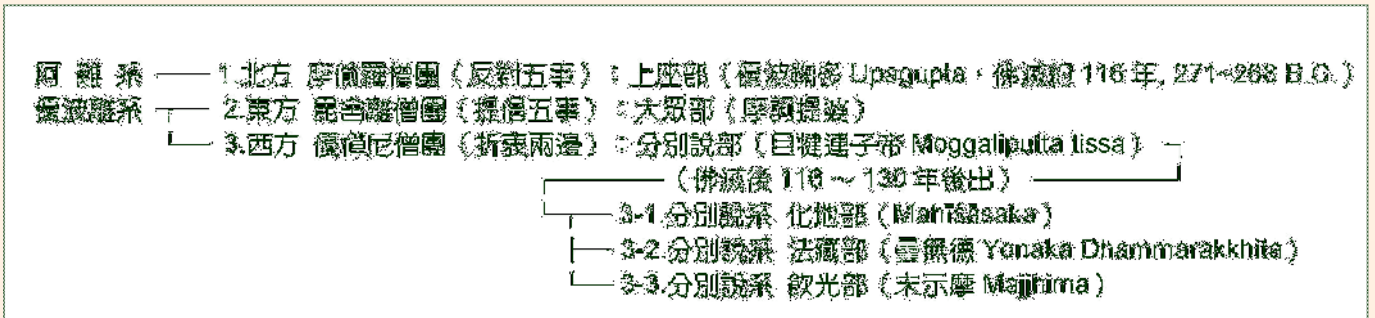 阿難系 1.北方 摩偷羅僧團（反對五事）：上座部（優波鞠多 Upagupta，佛滅後 116 年, 271~268 B.C.）
優波離系 2.東方 毘舍離僧團（提倡五事）：大眾部（摩訶提婆）
3.西方 優禪尼僧團（折衷兩邊）：分別說部（目犍連子帝 Moggaliputta tissa）
（佛滅後 116 ~ 130 年後出）
3-1.分別說系 化地部（Mahīśāsaka）
3-2.分別說系 法藏部（曇無德 Yonaka Dhammarakkhita）
3-3.分別說系 飲光部（末示摩 Majjhima）